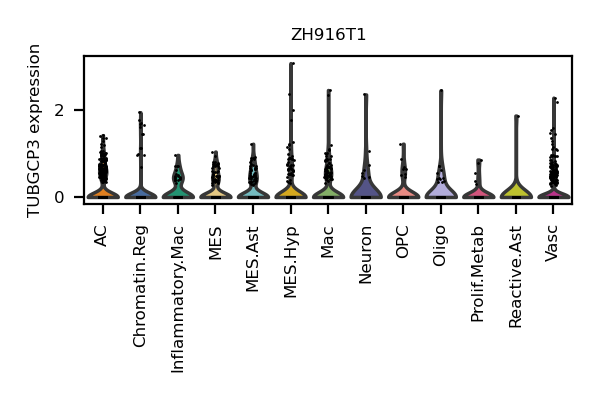 ZH916T1
TUBGCP3 expression
2
0
AC
Chromatin.Reg
Inflammatory.Mac
MES
MES.Ast
MES.Hyp
Mac
Neuron
OPC
Oligo
Prolif.Metab
Reactive.Ast
Vasc